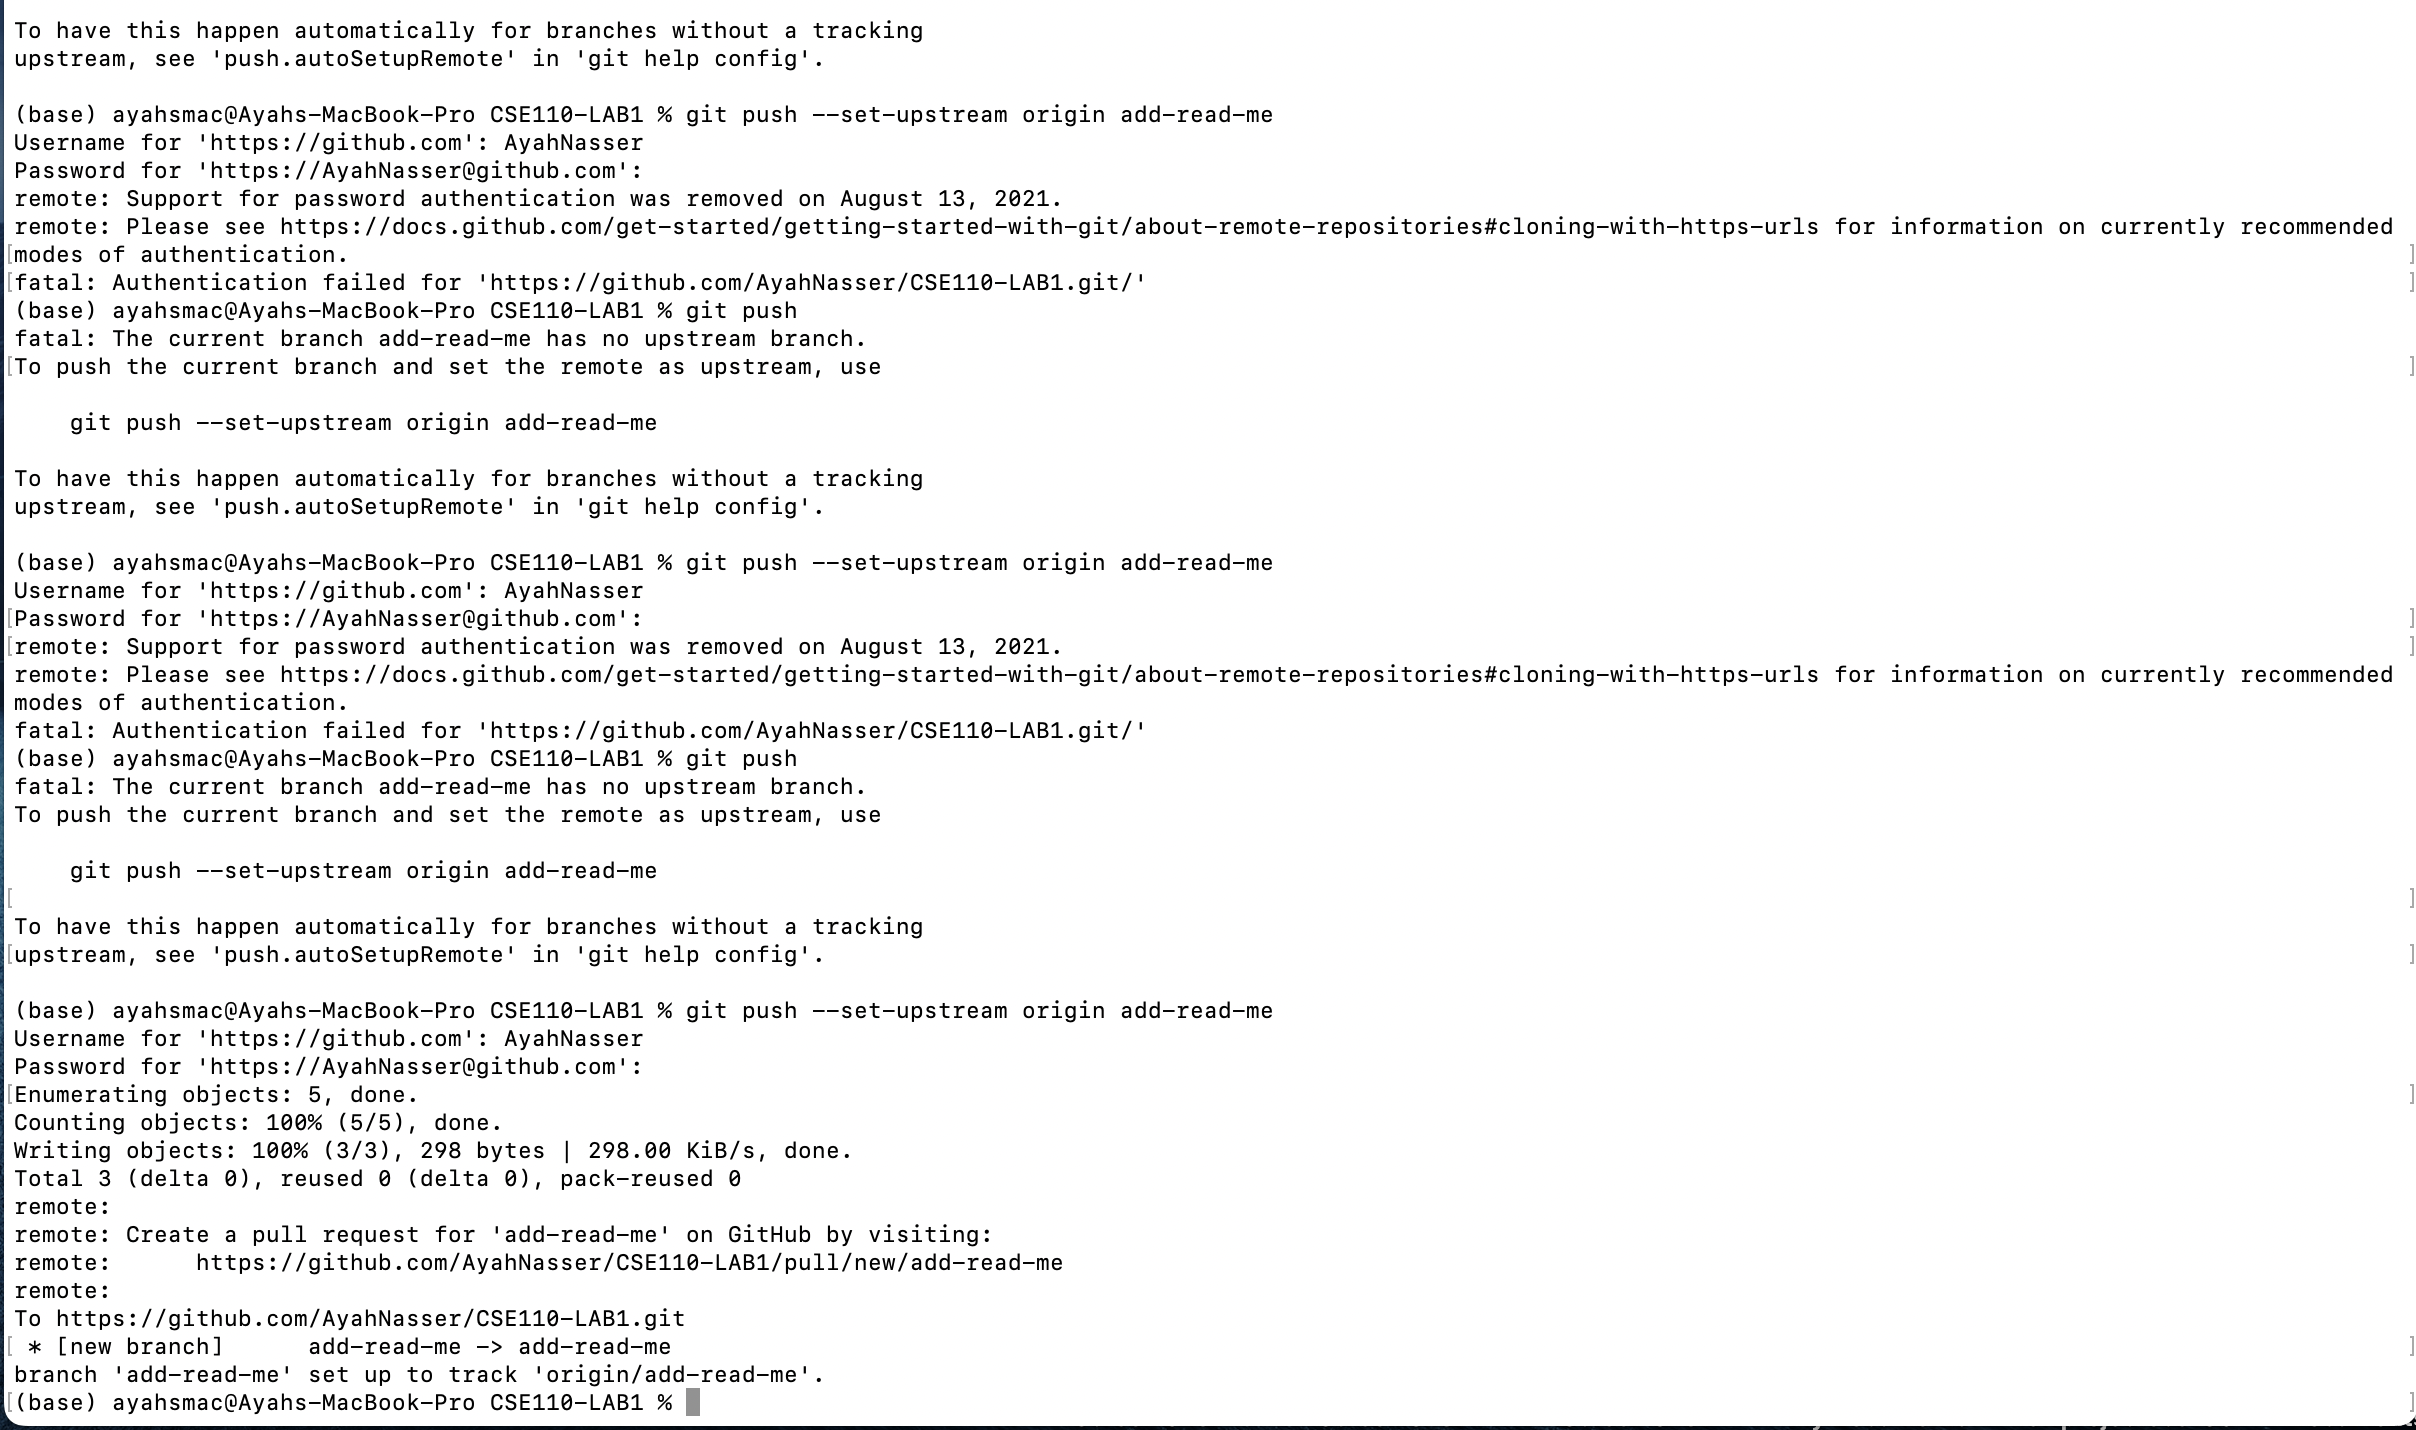 To have this happen automatically for branches without a tracking
upstream, see 'push.autoSetupRemote' in 'git help config'.
(base) ayahsmac@Ayahs-MacBook-Pro CSE110-LAB1 % git push --set-upstream origin add-read-me
Username for 'https://github.com': AyahNasser
Password for 'https://AyahNasser@github.com':
remote: Support for password authentication was removed on August 13, 2021.
remote: Please see https://docs.github.com/get-started/getting-started-with-git/about-remote-repositories#cloning-with-https-urls for information on currently recommended
[modes of authentication. ]
[fatal: Authentication failed for 'https://github.com/AyahNasser/CSE110-LAB1.git/' ]
(base) ayahsmac@Ayahs-MacBook-Pro CSE110-LAB1 % git push
fatal: The current branch add-read-me has no upstream branch.
[To push the current branch and set the remote as upstream, use ]
    git push --set-upstream origin add-read-me
To have this happen automatically for branches without a tracking
upstream, see 'push.autoSetupRemote' in 'git help config'.
(base) ayahsmac@Ayahs-MacBook-Pro CSE110-LAB1 % git push --set-upstream origin add-read-me
Username for 'https://github.com': AyahNasser
[Password for 'https://AyahNasser@github.com': ]
[remote: Support for password authentication was removed on August 13, 2021. ]
remote: Please see https://docs.github.com/get-started/getting-started-with-git/about-remote-repositories#cloning-with-https-urls for information on currently recommended
modes of authentication.
fatal: Authentication failed for 'https://github.com/AyahNasser/CSE110-LAB1.git/'
(base) ayahsmac@Ayahs-MacBook-Pro CSE110-LAB1 % git push
fatal: The current branch add-read-me has no upstream branch.
To push the current branch and set the remote as upstream, use
    git push --set-upstream origin add-read-me
[ ]
To have this happen automatically for branches without a tracking
[upstream, see 'push.autoSetupRemote' in 'git help config'. ]
(base) ayahsmac@Ayahs-MacBook-Pro CSE110-LAB1 % git push --set-upstream origin add-read-me
Username for 'https://github.com': AyahNasser
Password for 'https://AyahNasser@github.com':
[Enumerating objects: 5, done. ]
Counting objects: 100% (5/5), done.
Writing objects: 100% (3/3), 298 bytes | 298.00 KiB/s, done.
Total 3 (delta 0), reused 0 (delta 0), pack-reused 0
remote:
remote: Create a pull request for 'add-read-me' on GitHub by visiting:
remote:      https://github.com/AyahNasser/CSE110-LAB1/pull/new/add-read-me
remote:
To https://github.com/AyahNasser/CSE110-LAB1.git
[ * [new branch]      add-read-me -> add-read-me ]
branch 'add-read-me' set up to track 'origin/add-read-me'.
[(base) ayahsmac@Ayahs-MacBook-Pro CSE110-LAB1 % ]